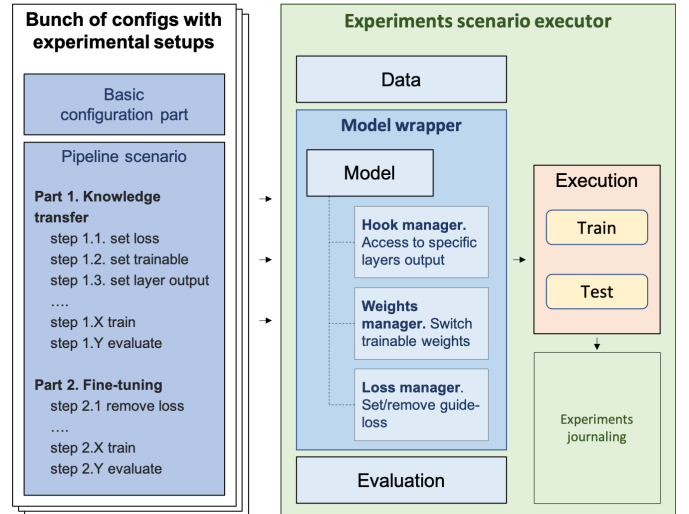 Bunch of configs with
experimental setups
Basic
configuration part
Pipeline scenario
Part 1. Knowledge
transfer
step 1.1. set loss
step 1.2. set trainable
step 1.3. set layer output
....
step 1.X train
step 1.Y evaluate
Part 2. Fine-tuning
step 2.1 remove loss
....
step 2.X train
step 2.Y evaluate
Experiments scenario executor
Data
Model wrapper
Model
Hook manager.
Access to specific
layers output
Weights
manager. Switch
trainable weights
Loss manager.
Set/remove guide-
loss
Evaluation
Execution
Train
Test
Experiments
journaling